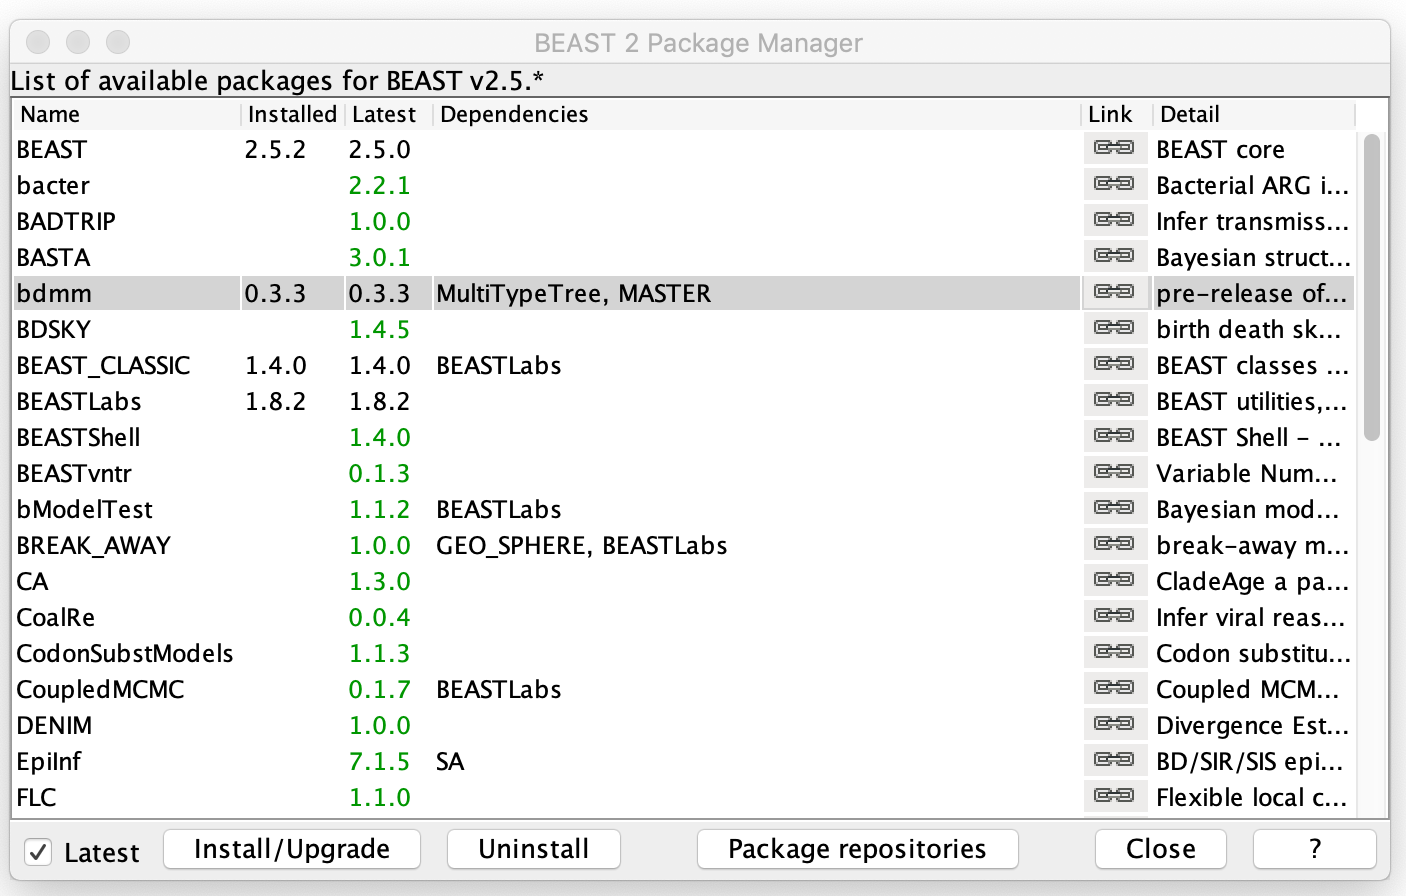 BEAST 2 Package Manager
List of available packages for BEAST v2.5.*
Name Installed Latest Dependencies Link Detail
BEAST 2.5.2 2.5.0 BEAST core
bacter 2.2.1 Bacterial ARG i...
BADTRIP 1.0.0 Infer transmiss...
BASTA 3.0.1 Bayesian struct...
bdmm 0.3.3 0.3.3 MultiTypeTree, MASTER pre-release of...
BDSKY 1.4.5 birth death sk...
BEAST_CLASSIC 1.4.0 1.4.0 BEASTLabs BEAST classes ...
BEASTLabs 1.8.2 1.8.2 BEAST utilities,...
BEASTShell 1.4.0 BEAST Shell - ...
BEASTvntr 0.1.3 Variable Num...
bModelTest 1.1.2 BEASTLabs Bayesian mod...
BREAK_AWAY 1.0.0 GEO_SPHERE, BEASTLabs break-away m...
CA 1.3.0 CladeAge a pa...
CoalRe 0.0.4 Infer viral reas...
CodonSubstModels 1.1.3 Codon substitu...
CoupledMCMC 0.1.7 BEASTLabs Coupled MCM...
DENIM 1.0.0 Divergence Est...
EpiInf 7.1.5 SA BD/SIR/SIS epi...
FLC 1.1.0 Flexible local c...
Latest Install/Upgrade Uninstall Package repositories Close ?